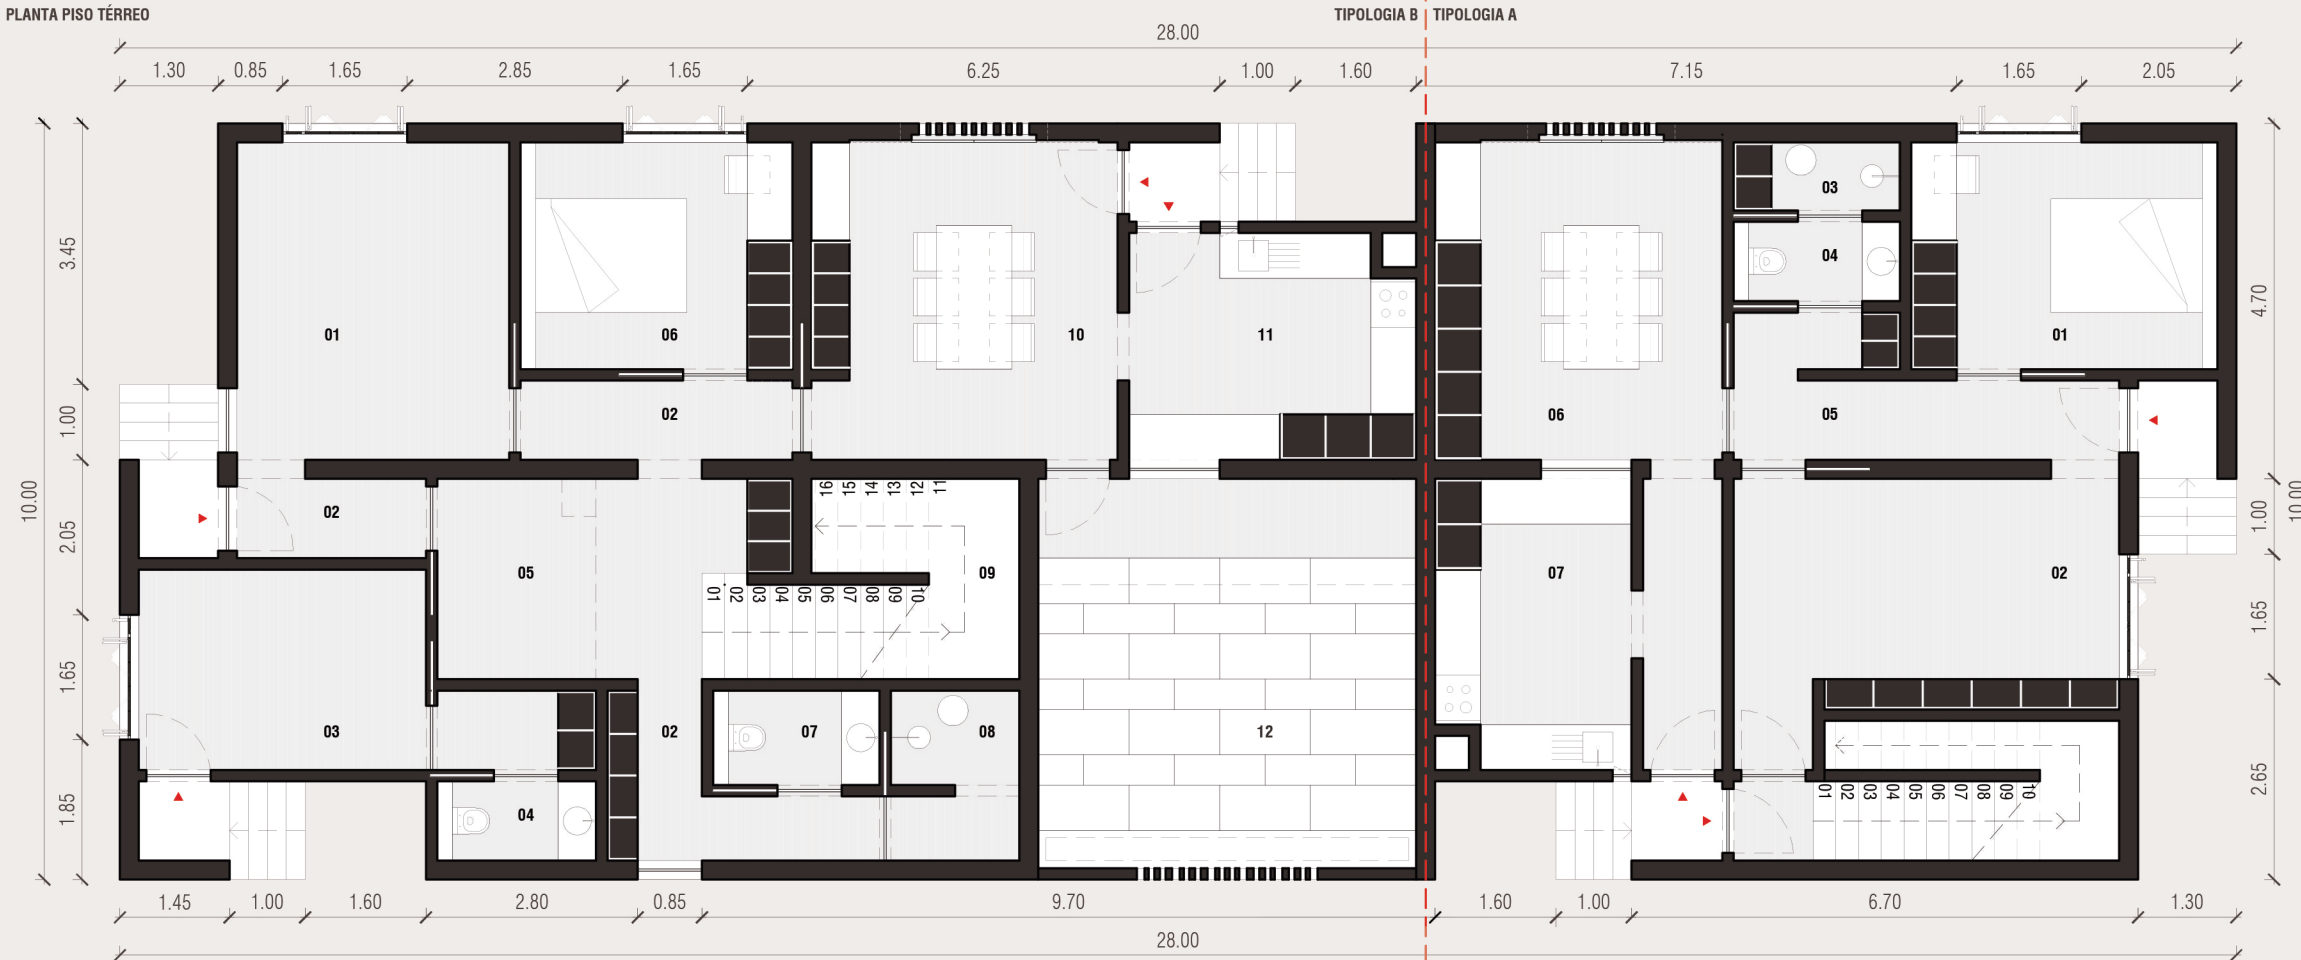 PLANTA PISO TÉRREO
TIPOLOGIA B TIPOLOGIA A
28.00
1.30 0.85 1.65 2.85 1.65 6.25 1.00 1.60 7.15 1.65 2.05
03
04
3.45
4.70
01 06 10 11 01
1.00
02 06 05
10.00
16 15 14 13 12 11
02
2.05
1.00
10.00
05 09 07 02
01 02 03 04 05 06 07 08 09 10
1.65
1.65
03 02 07 08 12
2.65
01 02 03 04 05 06 07 08 09 10
1.85
04
1.45 1.00 1.60 2.80 0.85 9.70 1.60 1.00 6.70 1.30
28.00